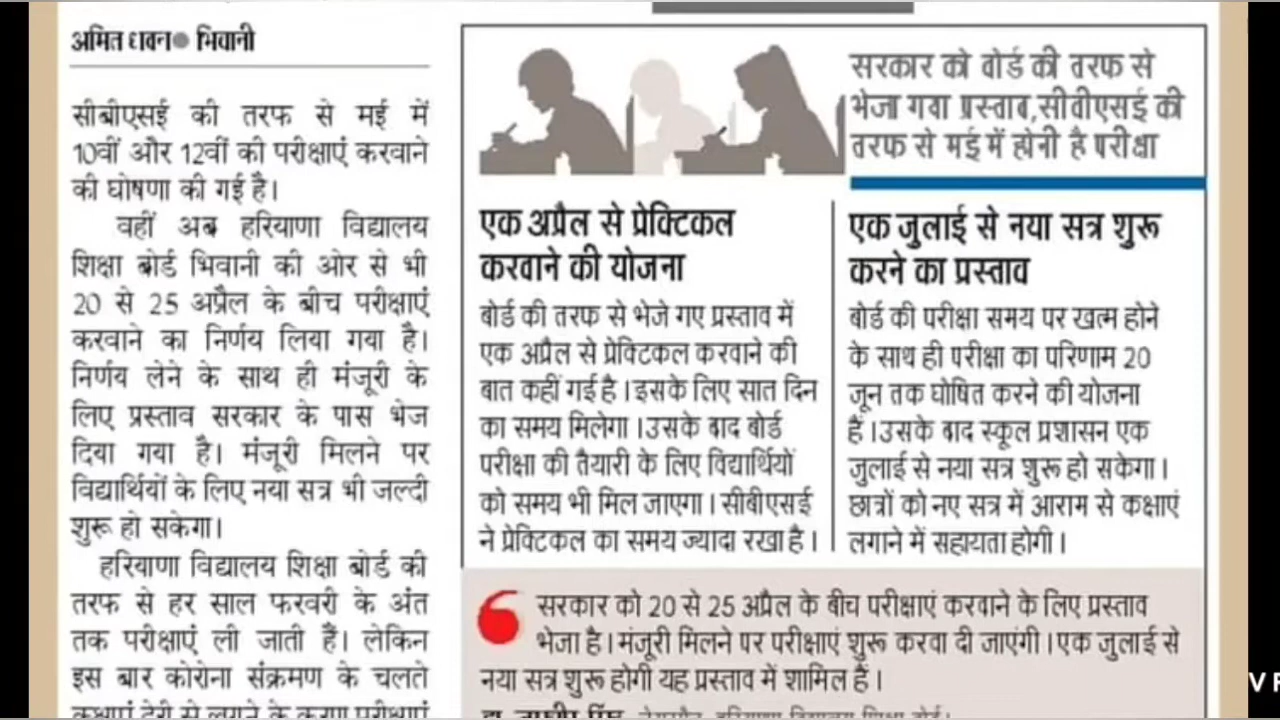 अमित धवन● भिवानी
सीबीएसई की तरफ से मई में
10वीं और 12वीं की परीक्षाएं करवाने
की घोषणा की गई है।
वहीं अब हरियाणा विद्यालय
शिक्षा बोर्ड भिवानी की ओर से भी
20 से 25 अप्रैल के बीच परीक्षाएं
करवाने का निर्णय लिया गया है।
निर्णय लेने के साथ ही मंजूरी के
लिए प्रस्ताव सरकार के पास भेज
दिया गया है। मंजूरी मिलने पर
विद्यार्थियों के लिए नया सत्र भी जल्दी
शुरू हो सकेगा।
हरियाणा विद्यालय शिक्षा बोर्ड की
तरफ से हर साल फरवरी के अंत
तक परीक्षाएं ली जाती हैं। लेकिन
इस बार कोरोना संक्रमण के चलते
कक्षाएं देरी से लगने के कारण परीक्षाएं
सरकार को बोर्ड की तरफ से
भेजा गया प्रस्ताव,सीबीएसई की
तरफ से मई में होनी है परीक्षा
एक अप्रैल से प्रेक्टिकल
करवाने की योजना
बोर्ड की तरफ से भेजे गए प्रस्ताव में
एक अप्रैल से प्रेक्टिकल करवाने की
बात कहीं गई है।इसके लिए सात दिन
का समय मिलेगा।उसके बाद बोर्ड
परीक्षा की तैयारी के लिए विद्यार्थियों
को समय भी मिल जाएगा। सीबीएसई
ने प्रेक्टिकल का समय ज्यादा रखा है।
एक जुलाई से नया सत्र शुरू
करने का प्रस्ताव
बोर्ड की परीक्षा समय पर खत्म होने
के साथ ही परीक्षा का परिणाम 20
जून तक घोषित करने की योजना
है।उसके बाद स्कूल प्रशासन एक
जुलाई से नया सत्र शुरू हो सकेगा।
छात्रों को नए सत्र में आराम से कक्षाएं
लगाने में सहायता होगी।
सरकार को 20 से 25 अप्रैल के बीच परीक्षाएं करवाने के लिए प्रस्ताव
भेजा है। मंजूरी मिलने पर परीक्षाएं शुरू करवा दी जाएंगी।एक जुलाई से
नया सत्र शुरू होगी यह प्रस्ताव में शामिल है।